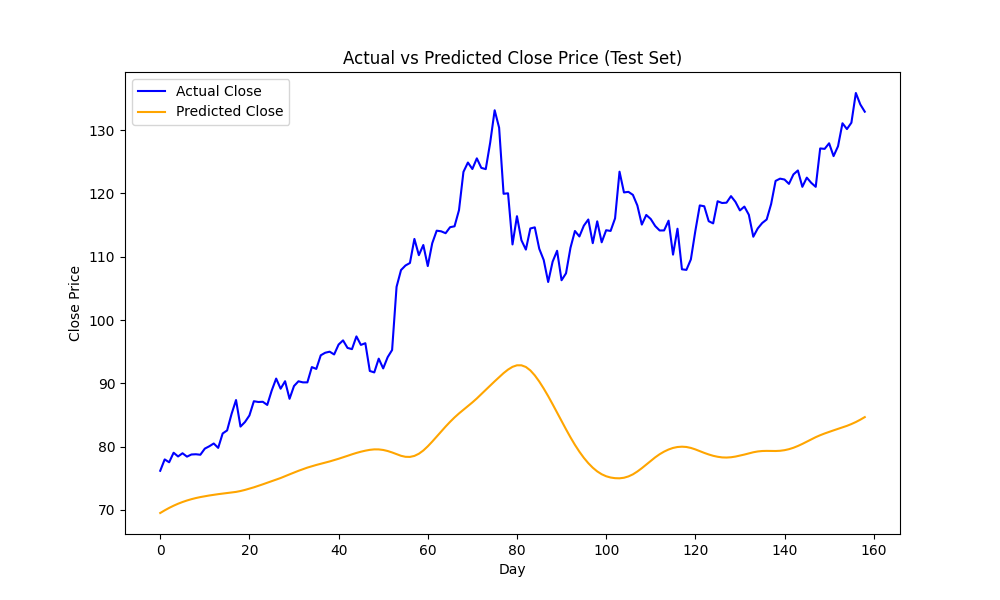 Actual vs Predicted Close Price (Test Set)
Actual Close
Predicted Close
Close Price
130
120
110
100
90
80
70
0 20 40 60 80 100 120 140 160
Day